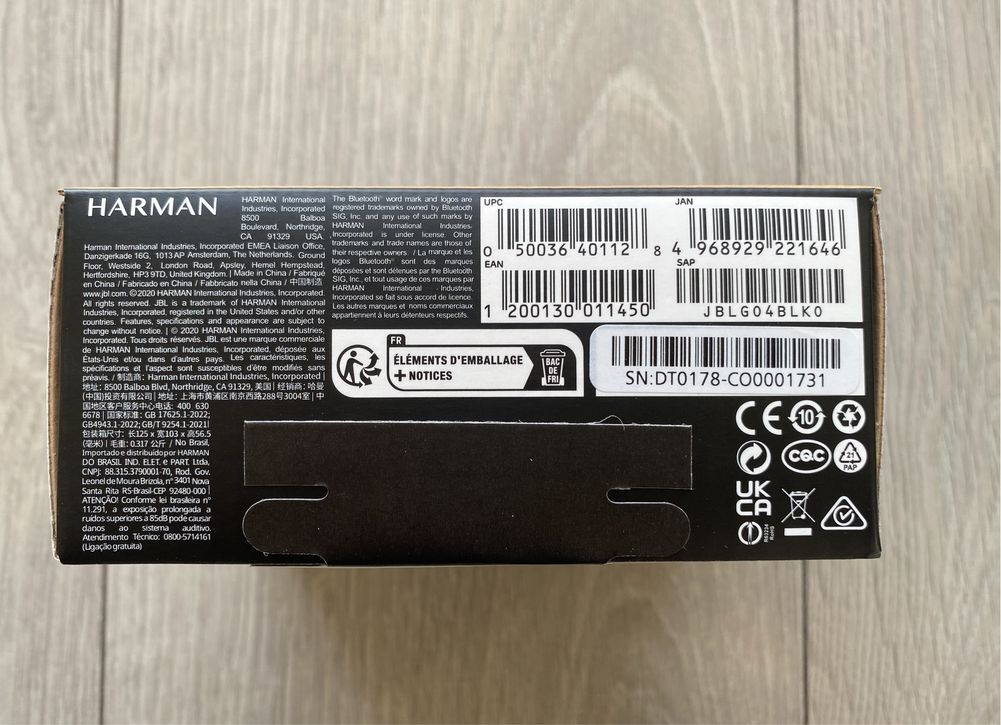 HARMAN
HARMAN International
Industries, Incorporated
8500 Balboa
Boulevard, Northridge,
CA 91329 USA,
Harman International Industries, Incorporated EMEA Liaison Office,
Danzigerkade 16G, 1013 AP Amsterdam, The Netherlands. Ground
Floor, Westside 2, London Road, Apsley, Hemel Hempstead,
Hertfordshire, HP3 9TD, United Kingdom. | Made in China / Fabriqué
en China / Fabricado en China / Fabbricato nella China / 中国制造
www.jbl.com. ©2020 HARMAN International Industries, Incorporated
All rights reserved. JBL is a trademark of HARMAN International
Industries, Incorporated, registered in the United States and/or other
countries. Features, specifications and appearance are subject to
change without notice. | © 2020 HARMAN International Industries,
Incorporated. Tous droits réservés. JBL est une marque commerciale
de HARMAN International Industries, Incorporated, déposée aux
États-Unis et/ou dans d'autres pays. Les caractéristiques, les
spécifications et l'aspect sont susceptibles d'être modifiés sans
préavis. / 制造商: Harman International Industries, Incorporated |
地址: 8500 Balboa Blvd, Northridge, CA 91329, 美国 | 经销商: 哈曼
(中国)投资有限公司 | 地址: 上海市黄浦区南京西路288号3004室 | 中
国地区客户服务中心电话: 400 630
6678 | 国家标准: GB 17625.1-2022;
GB4943.1-2022; GB/T 9254.1-2021|
包装箱尺寸: 长125 x 宽103 x 高56.5
(毫米) | 毛重: 0.317 公斤 / No Brasil,
Importado e distribuido por HARMAN
DO BRASIL IND. ELET. e PART. Ltda,
CNPJ: 88.315.3790001-70, Rod. Gov.
Leonel de Moura Brizola, n° 3401 Nova
Santa Rita RS-Brasil-CEP 92480-000 |
ATENÇÃO! Conforme lei brasileira n°
11.291, a exposição prolongada a
ruídos superiores a 85dB pode causar
danos ao sistema auditivo.
Atendimento Técnico: 0800-5714161
(Ligação gratuita)
The Bluetooth® word mark and logos are
registered trademarks owned by Bluetooth
SIG, Inc. and any use of such marks by
HARMAN International Industries.
Incorporated is under license. Other
trademarks and trade names are those of
their respective owners. / La marque et les
logos Bluetooth® sont des marques
déposées et sont détenues par la Bluetooth
SIG, et tout usage de ces marques par
HARMAN International Industries,
Incorporated se fait sous accord de licence.
Les autres marques et noms commerciaux
appartiennent à leurs détenteurs respectifs.
UPC
0 50036 40112 8
JAN
4 968929 221646
EAN
1 200130 011450
SAP
JBLGO4BLK0
FR
ÉLÉMENTS D'EMBALLAGE
+ NOTICES
BAC
DE
TRI
SN:DT0178-CO0001731
CE
10
CQC
21
PAP
UK
CA
R63234
RoHS